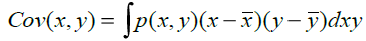 Cov(x, y) = ∫p(x, y)(x − x̄)(y − ȳ)dxy